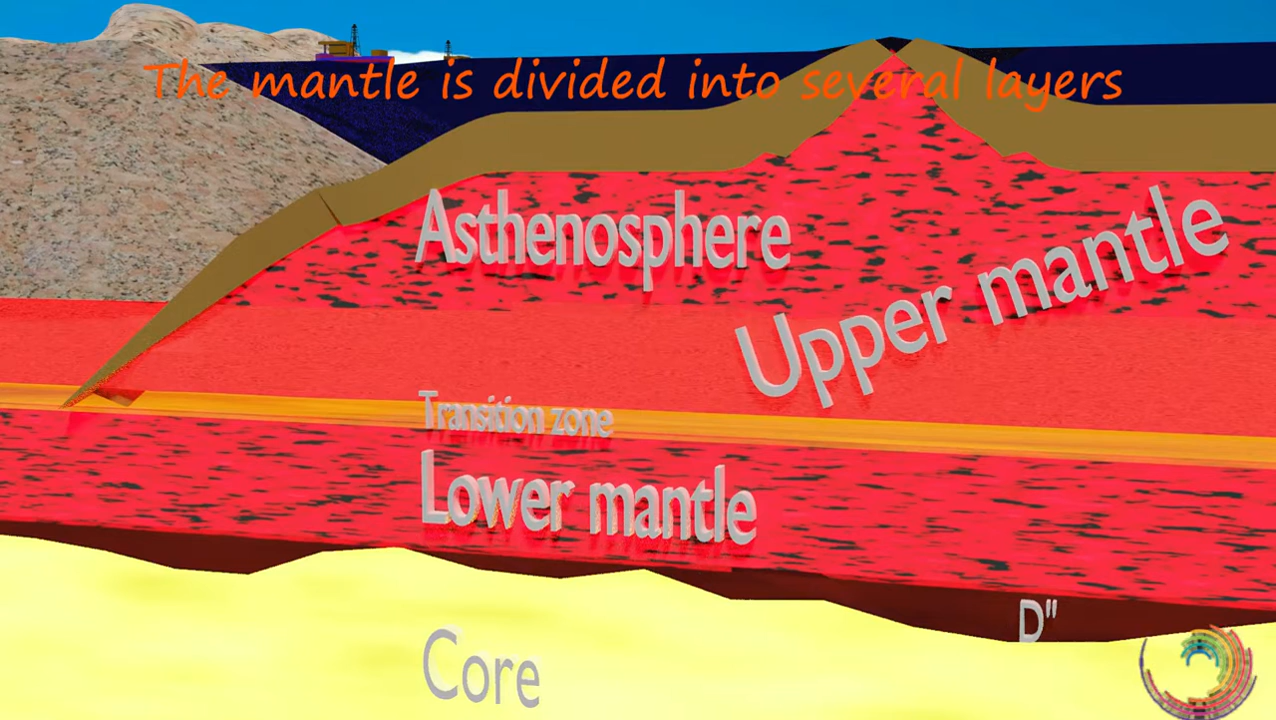 The mantle is divided into several layers
Asthenosphere
Upper mantle
Transition zone
Lower mantle
D"
Core